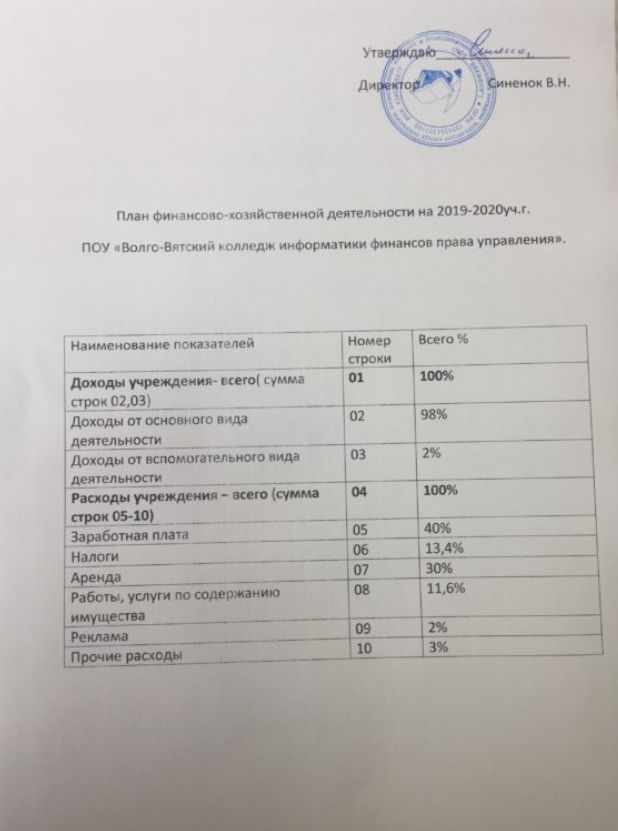 Утверждаю
Директор Синенок В.Н.
План финансово-хозяйственной деятельности на 2019-2020уч.г.
ПОУ «Волго-Вятский колледж информатики финансов права управления».
Наименование показателей Номер строки Всего %
Доходы учреждения- всего( сумма строк 02,03) 01 100%
Доходы от основного вида деятельности 02 98%
Доходы от вспомогательного вида деятельности 03 2%
Расходы учреждения – всего (сумма строк 05-10) 04 100%
Заработная плата 05 40%
Налоги 06 13,4%
Аренда 07 30%
Работы, услуги по содержанию имущества 08 11,6%
Реклама 09 2%
Прочие расходы 10 3%